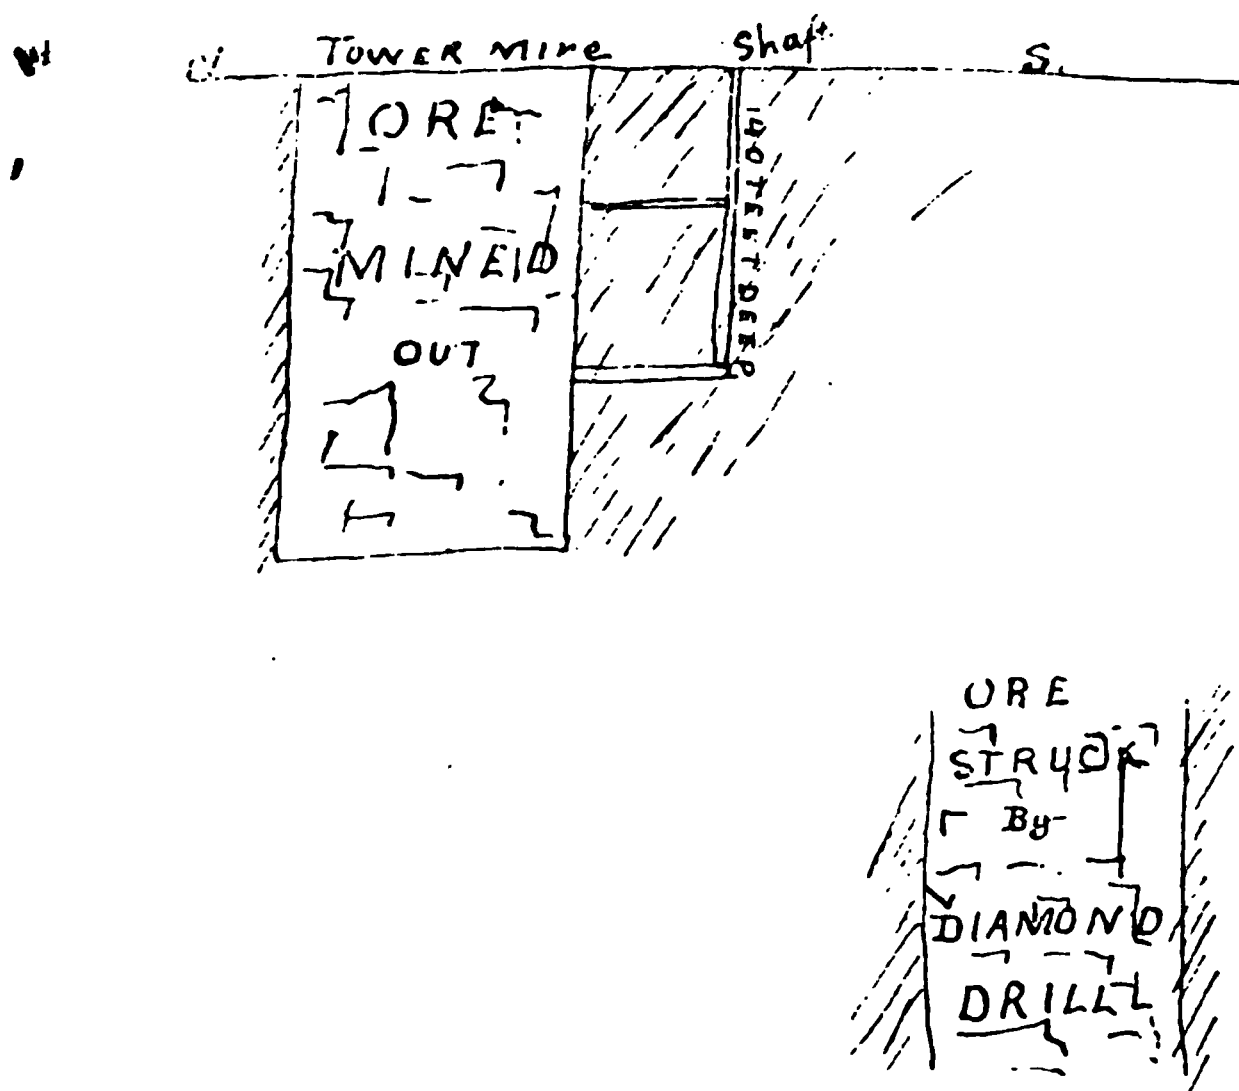 TOWER MINE
Shaft
S.
ORE
MINED
OUT
140 FEET DEEP
ORE
STRUCK
By
DIAMOND
DRILL